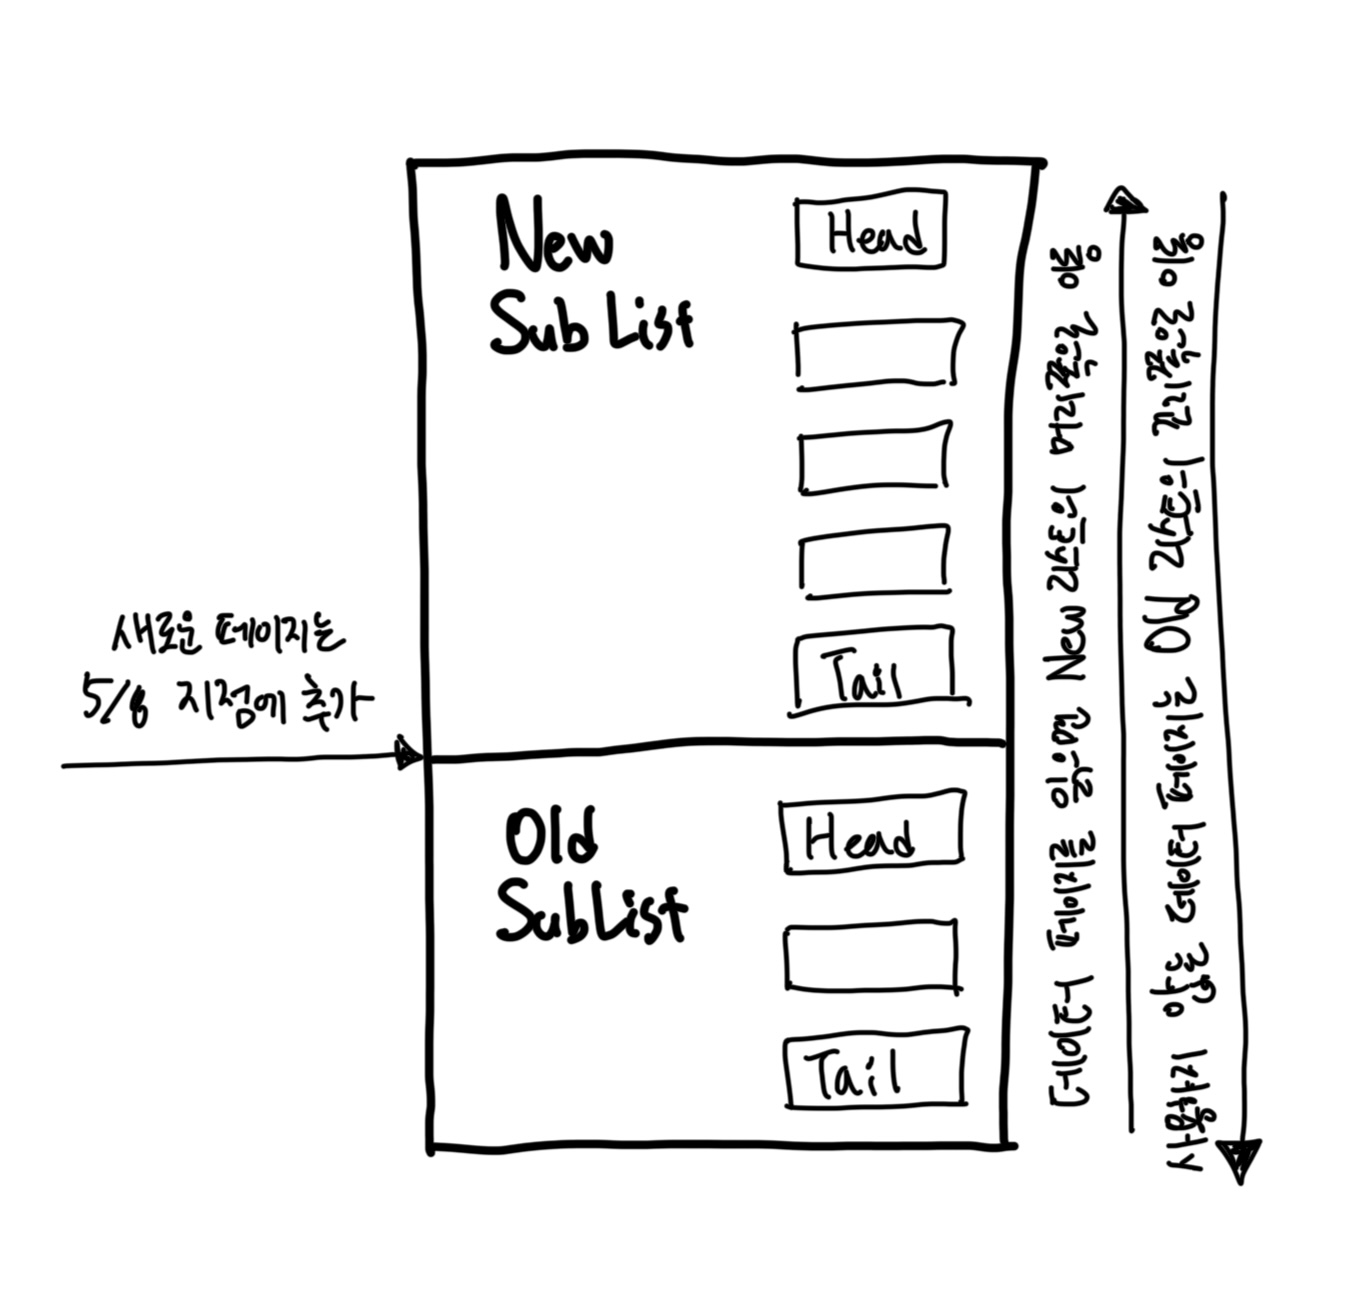 New
Sub List
Head
Tail
새로운 페이지는
5/8 지점에 추가
Old
SubList
Head
Tail
데이터 페이지를 읽으면 New 리스트의 머리쪽으로 이동
사용하지 않는 데이터 페이지는 Old 리스트의 꼬리쪽으로 이동